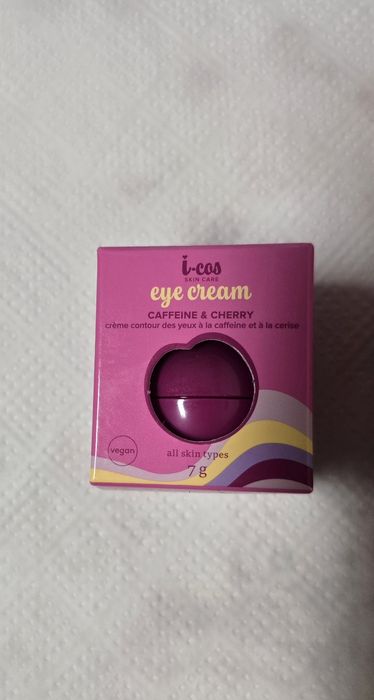 i-cos
SKIN CARE
eye cream
CAFFEINE & CHERRY
crème contour des yeux à la caffeine et à la cerise
vegan
all skin types
7 g